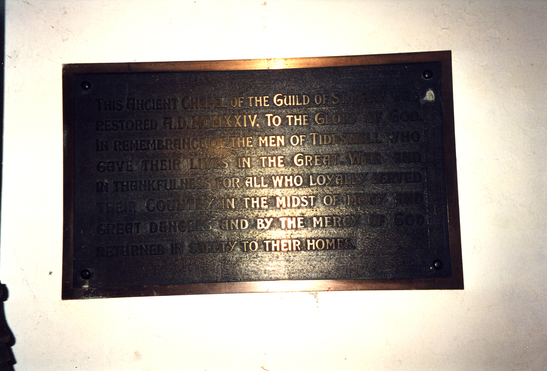 THIS ANCIENT CHAPEL OF THE GUILD OF
RESTORED A.D. TO THE GLORY OF GOD,
IN REMEMBRANCE OF THE MEN OF TIDESWELL WHO
GAVE THEIR LIVES IN THE GREAT WAR AND
IN THANKFULNESS FOR ALL WHO LOYALLY SERVED
THEIR COUNTRY IN THE MIDST OF MANY AND
GREAT DANGERS AND BY THE MERCY OF GOD
RETURNED IN SAFETY TO THEIR HOMES.